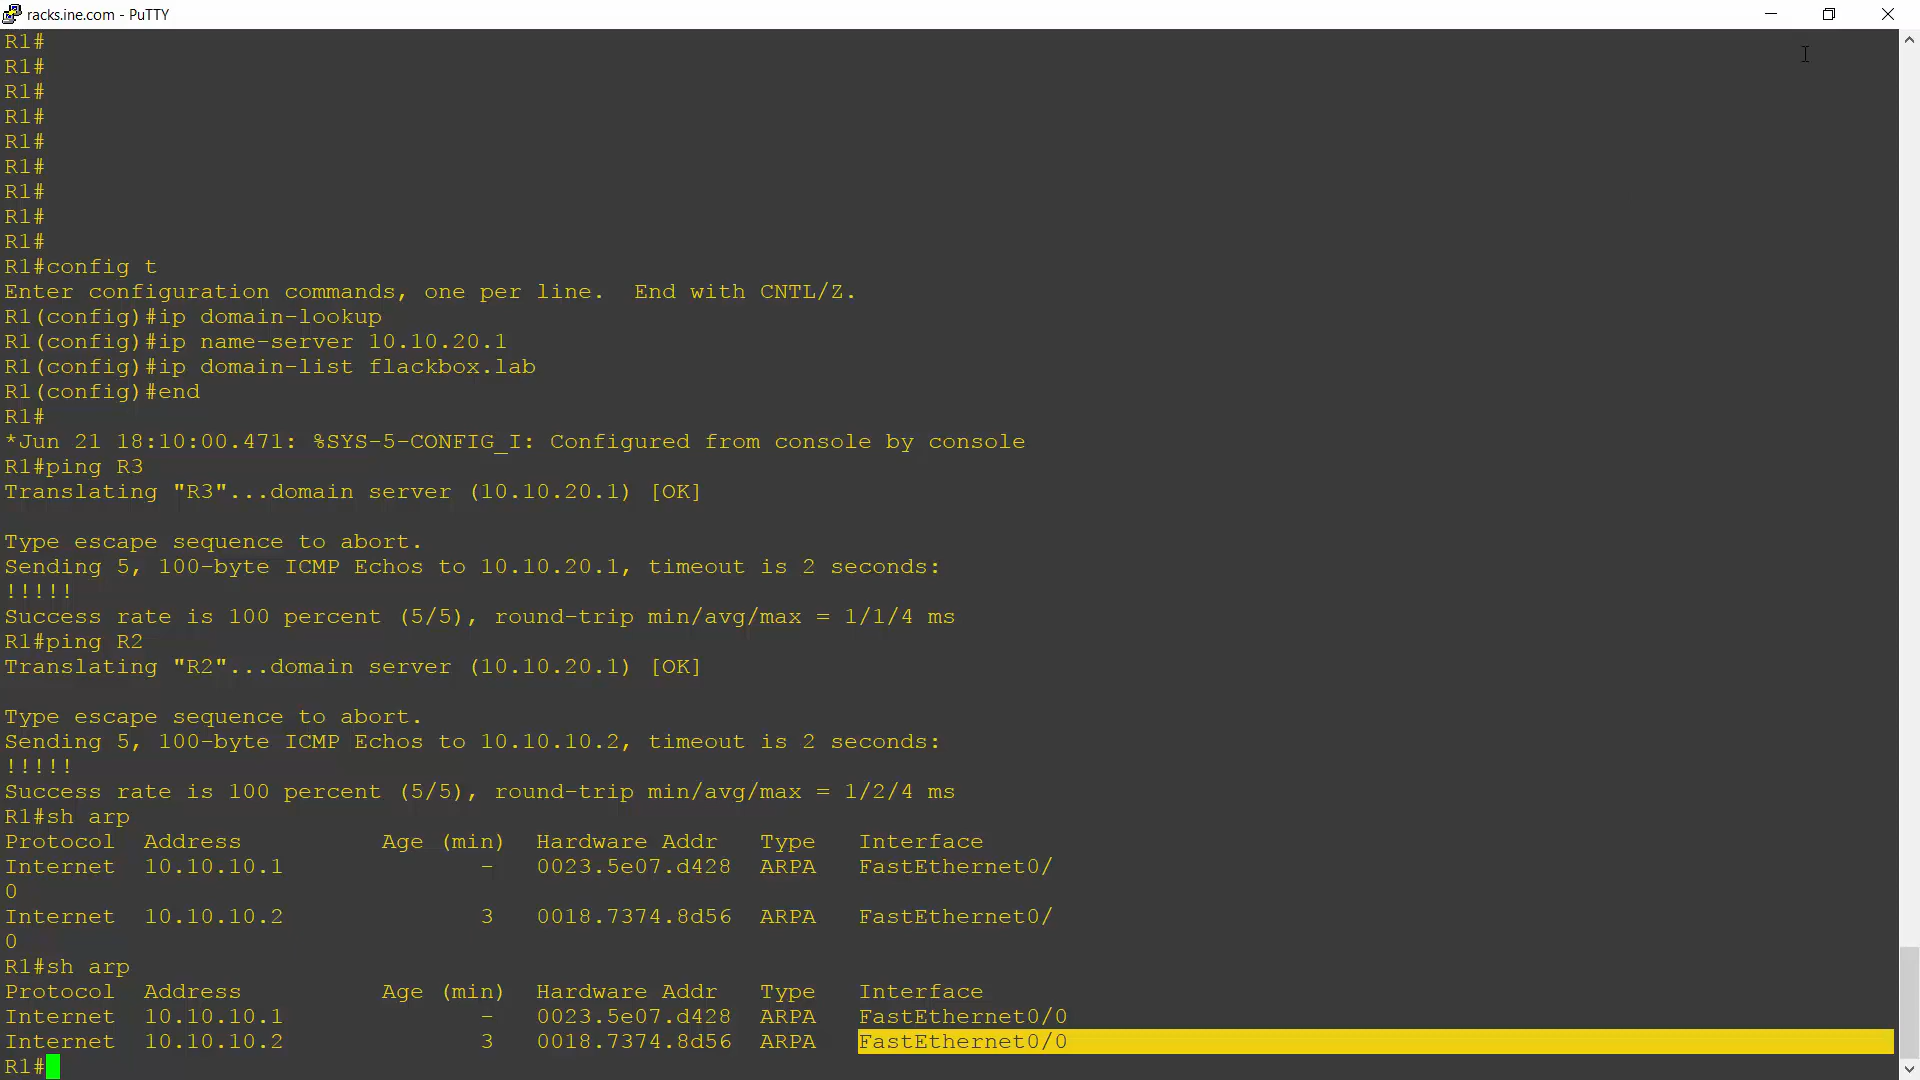 racks.ine.com - PuTTY
R1#
R1#
R1#
R1#
R1#
R1#
R1#
R1#
R1#
R1#config t
Enter configuration commands, one per line.  End with CNTL/Z.
R1(config)#ip domain-lookup
R1(config)#ip name-server 10.10.20.1
R1(config)#ip domain-list flackbox.lab
R1(config)#end
R1#
*Jun 21 18:10:00.471: %SYS-5-CONFIG_I: Configured from console by console
R1#ping R3
Translating "R3"...domain server (10.10.20.1) [OK]

Type escape sequence to abort.
Sending 5, 100-byte ICMP Echos to 10.10.20.1, timeout is 2 seconds:
!!!!!
Success rate is 100 percent (5/5), round-trip min/avg/max = 1/1/4 ms
R1#ping R2
Translating "R2"...domain server (10.10.20.1) [OK]

Type escape sequence to abort.
Sending 5, 100-byte ICMP Echos to 10.10.10.2, timeout is 2 seconds:
!!!!!
Success rate is 100 percent (5/5), round-trip min/avg/max = 1/2/4 ms
R1#sh arp
Protocol  Address          Age (min)  Hardware Addr   Type   Interface
Internet  10.10.10.1              -   0023.5e07.d428  ARPA   FastEthernet0/
0
Internet  10.10.10.2              3   0018.7374.8d56  ARPA   FastEthernet0/
0
R1#sh arp
Protocol  Address          Age (min)  Hardware Addr   Type   Interface
Internet  10.10.10.1              -   0023.5e07.d428  ARPA   FastEthernet0/0
Internet  10.10.10.2              3   0018.7374.8d56  ARPA   FastEthernet0/0
R1#